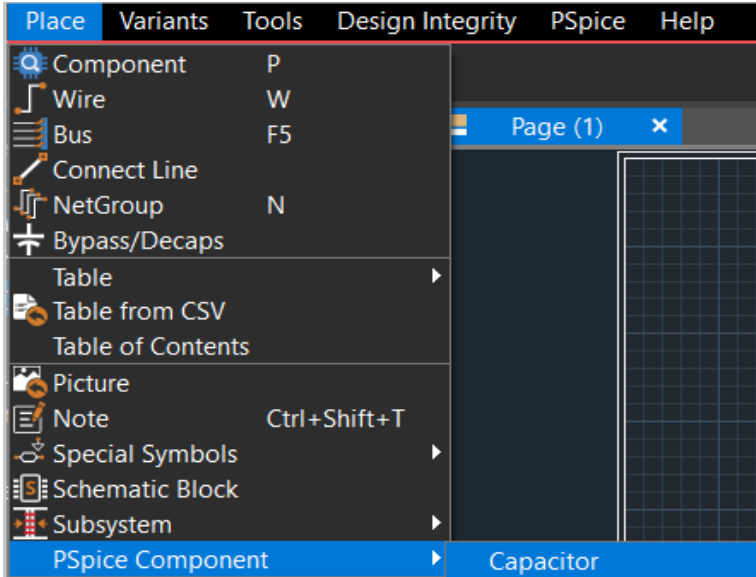 Place Variants Tools Design Integrity PSpice Help
Component P
Wire W
Bus F5
Page (1)
Connect Line
NetGroup N
Bypass/Decaps
Table
Table from CSV
Table of Contents
Picture
Note Ctrl+Shift+T
Special Symbols
Schematic Block
Subsystem
PSpice Component
Capacitor